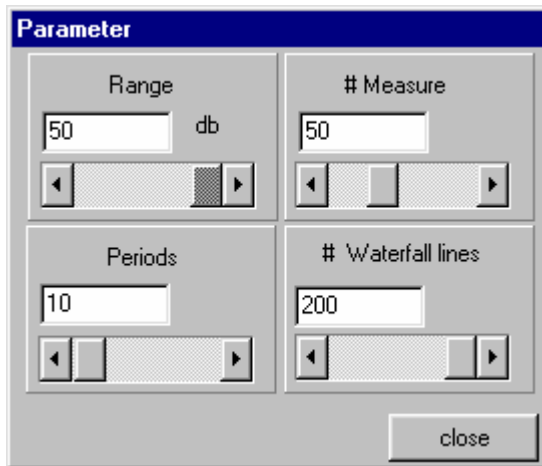 Parameter
Range
50 db
# Measure
50
Periods
10
# Waterfall lines
200
close